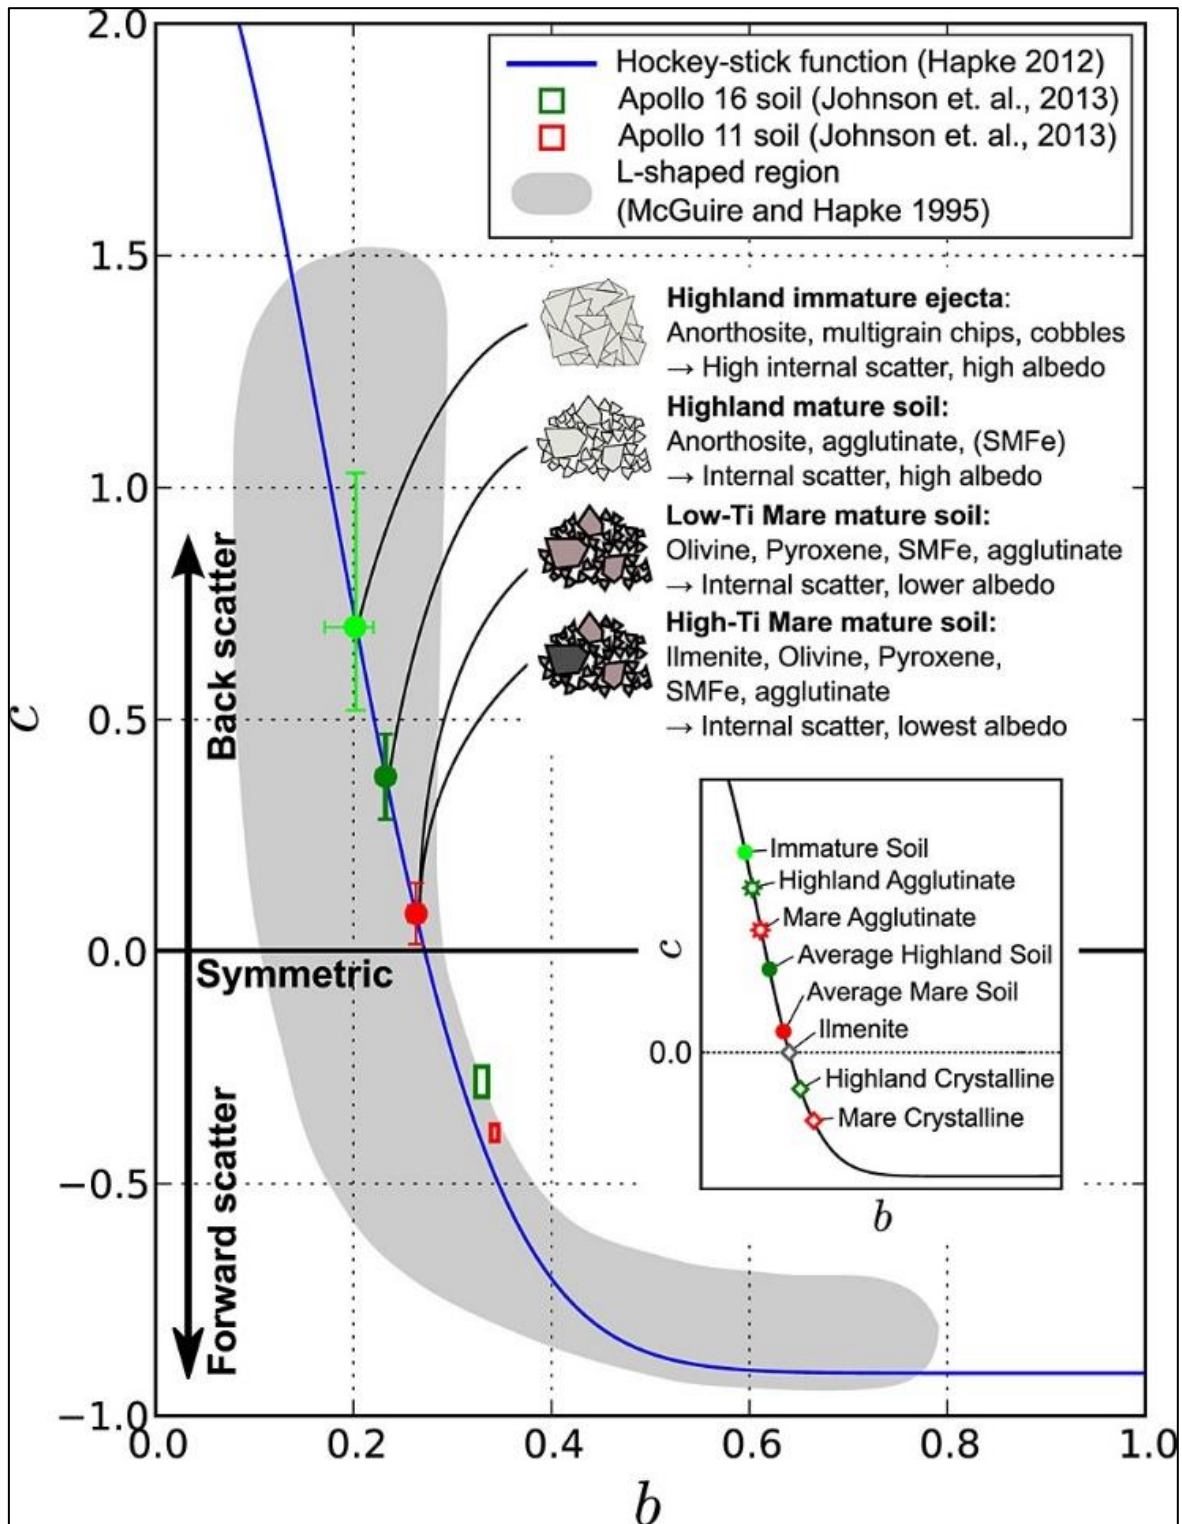 2.0
1.5
1.0
0.5
0.0
−0.5
−1.0
c
Back scatter
Forward scatter
Symmetric
Hockey-stick function (Hapke 2012)
Apollo 16 soil (Johnson et. al., 2013)
Apollo 11 soil (Johnson et. al., 2013)
L-shaped region
(McGuire and Hapke 1995)
Highland immature ejecta:
Anorthosite, multigrain chips, cobbles
→ High internal scatter, high albedo
Highland mature soil:
Anorthosite, agglutinate, (SMFe)
→ Internal scatter, high albedo
Low-Ti Mare mature soil:
Olivine, Pyroxene, SMFe, agglutinate
→ Internal scatter, lower albedo
High-Ti Mare mature soil:
Ilmenite, Olivine, Pyroxene,
SMFe, agglutinate
→ Internal scatter, lowest albedo
Immature Soil
Highland Agglutinate
Mare Agglutinate
c
Average Highland Soil
Average Mare Soil
Ilmenite
0.0
Highland Crystalline
Mare Crystalline
b
0.0 0.2 0.4 0.6 0.8 1.0
b